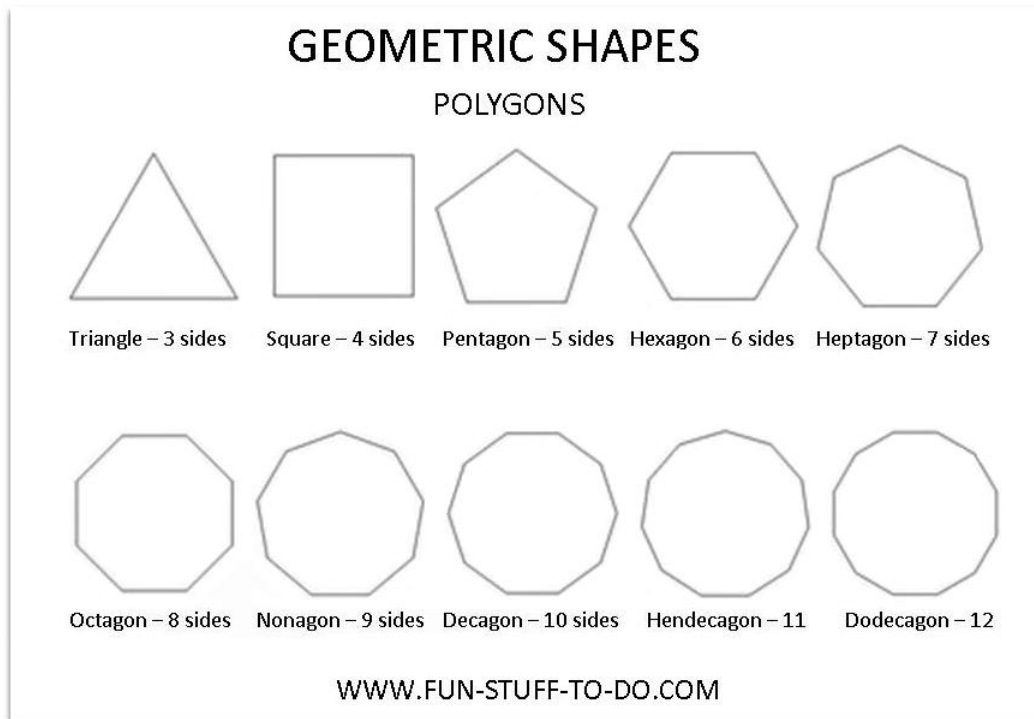 GEOMETRIC SHAPES
POLYGONS
Triangle – 3 sides Square – 4 sides Pentagon – 5 sides Hexagon – 6 sides Heptagon – 7 sides
Octagon – 8 sides Nonagon – 9 sides Decagon – 10 sides Hendecagon – 11 Dodecagon – 12
WWW.FUN-STUFF-TO-DO.COM